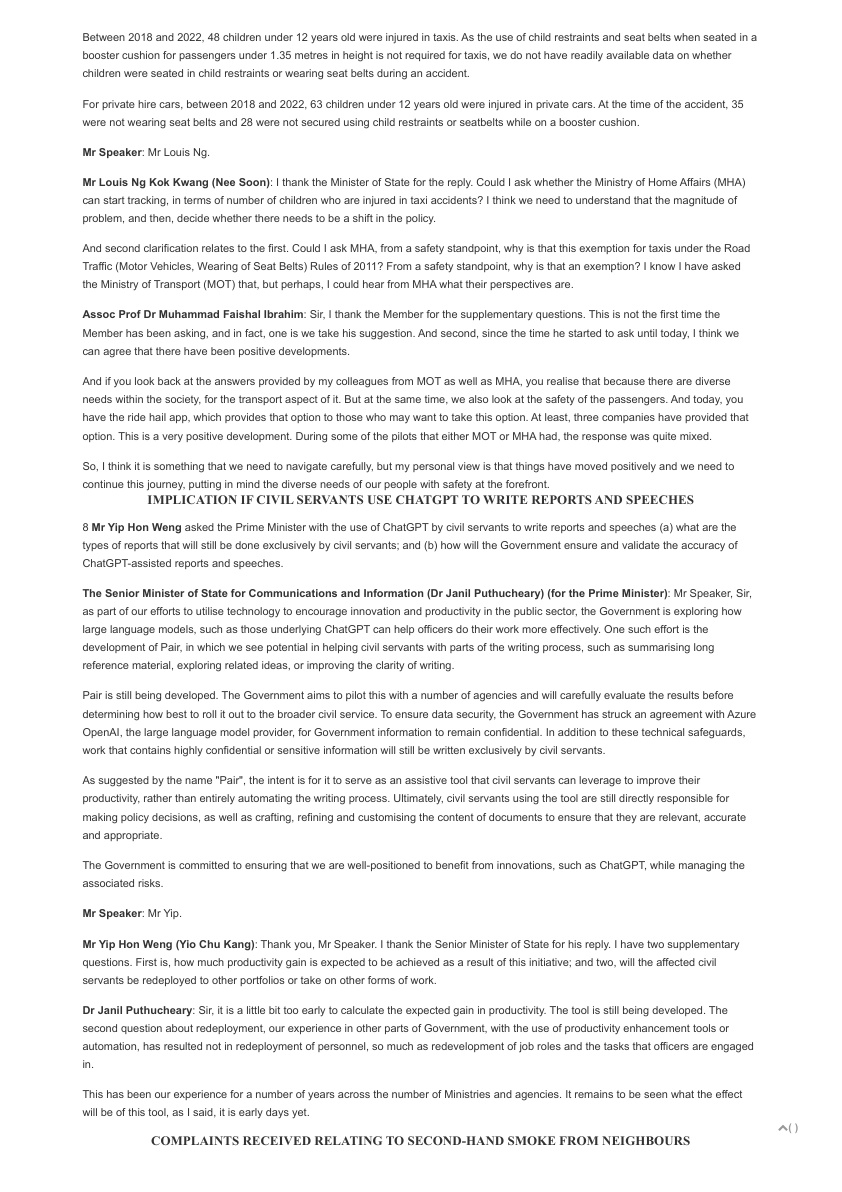 Between 2018 and 2022, 48 children under 12 years old were injured in taxis. As the use of child restraints and seat belts when seated in a
booster cushion for passengers under 1.35 metres in height is not required for taxis, we do not have readily available data on whether
children were seated in child restraints or wearing seat belts during an accident.
For private hire cars, between 2018 and 2022, 63 children under 12 years old were injured in private cars. At the time of the accident, 35
were not wearing seat belts and 28 were not secured using child restraints or seatbelts while on a booster cushion.
Mr Speaker: Mr Louis Ng.
Mr Louis Ng Kok Kwang (Nee Soon): I thank the Minister of State for the reply. Could I ask whether the Ministry of Home Affairs (MHA)
can start tracking, in terms of number of children who are injured in taxi accidents? I think we need to understand that the magnitude of
problem, and then, decide whether there needs to be a shift in the policy.
And second clarification relates to the first. Could I ask MHA, from a safety standpoint, why is that this exemption for taxis under the Road
Traffic (Motor Vehicles, Wearing of Seat Belts) Rules of 2011? From a safety standpoint, why is that an exemption? I know I have asked
the Ministry of Transport (MOT) that, but perhaps, I could hear from MHA what their perspectives are.
Assoc Prof Dr Muhammad Faishal Ibrahim: Sir, I thank the Member for the supplementary questions. This is not the first time the
Member has been asking, and in fact, one is we take his suggestion. And second, since the time he started to ask until today, I think we
can agree that there have been positive developments.
And if you look back at the answers provided by my colleagues from MOT as well as MHA, you realise that because there are diverse
needs within the society, for the transport aspect of it. But at the same time, we also look at the safety of the passengers. And today, you
have the ride hail app, which provides that option to those who may want to take this option. At least, three companies have provided that
option. This is a very positive development. During some of the pilots that either MOT or MHA had, the response was quite mixed.
So, I think it is something that we need to navigate carefully, but my personal view is that things have moved positively and we need to
continue this journey, putting in mind the diverse needs of our people with safety at the forefront.
IMPLICATION IF CIVIL SERVANTS USE CHATGPT TO WRITE REPORTS AND SPEECHES
8 Mr Yip Hon Weng asked the Prime Minister with the use of ChatGPT by civil servants to write reports and speeches (a) what are the
types of reports that will still be done exclusively by civil servants; and (b) how will the Government ensure and validate the accuracy of
ChatGPT-assisted reports and speeches.
The Senior Minister of State for Communications and Information (Dr Janil Puthucheary) (for the Prime Minister): Mr Speaker, Sir,
as part of our efforts to utilise technology to encourage innovation and productivity in the public sector, the Government is exploring how
large language models, such as those underlying ChatGPT can help officers do their work more effectively. One such effort is the
development of Pair, in which we see potential in helping civil servants with parts of the writing process, such as summarising long
reference material, exploring related ideas, or improving the clarity of writing.
Pair is still being developed. The Government aims to pilot this with a number of agencies and will carefully evaluate the results before
determining how best to roll it out to the broader civil service. To ensure data security, the Government has struck an agreement with Azure
OpenAI, the large language model provider, for Government information to remain confidential. In addition to these technical safeguards,
work that contains highly confidential or sensitive information will still be written exclusively by civil servants.
As suggested by the name "Pair", the intent is for it to serve as an assistive tool that civil servants can leverage to improve their
productivity, rather than entirely automating the writing process. Ultimately, civil servants using the tool are still directly responsible for
making policy decisions, as well as crafting, refining and customising the content of documents to ensure that they are relevant, accurate
and appropriate.
The Government is committed to ensuring that we are well-positioned to benefit from innovations, such as ChatGPT, while managing the
associated risks.
Mr Speaker: Mr Yip.
Mr Yip Hon Weng (Yio Chu Kang): Thank you, Mr Speaker. I thank the Senior Minister of State for his reply. I have two supplementary
questions. First is, how much productivity gain is expected to be achieved as a result of this initiative; and two, will the affected civil
servants be redeployed to other portfolios or take on other forms of work.
Dr Janil Puthucheary: Sir, it is a little bit too early to calculate the expected gain in productivity. The tool is still being developed. The
second question about redeployment, our experience in other parts of Government, with the use of productivity enhancement tools or
automation, has resulted not in redeployment of personnel, so much as redevelopment of job roles and the tasks that officers are engaged
in.
This has been our experience for a number of years across the number of Ministries and agencies. It remains to be seen what the effect
will be of this tool, as I said, it is early days yet.
( )
COMPLAINTS RECEIVED RELATING TO SECOND-HAND SMOKE FROM NEIGHBOURS